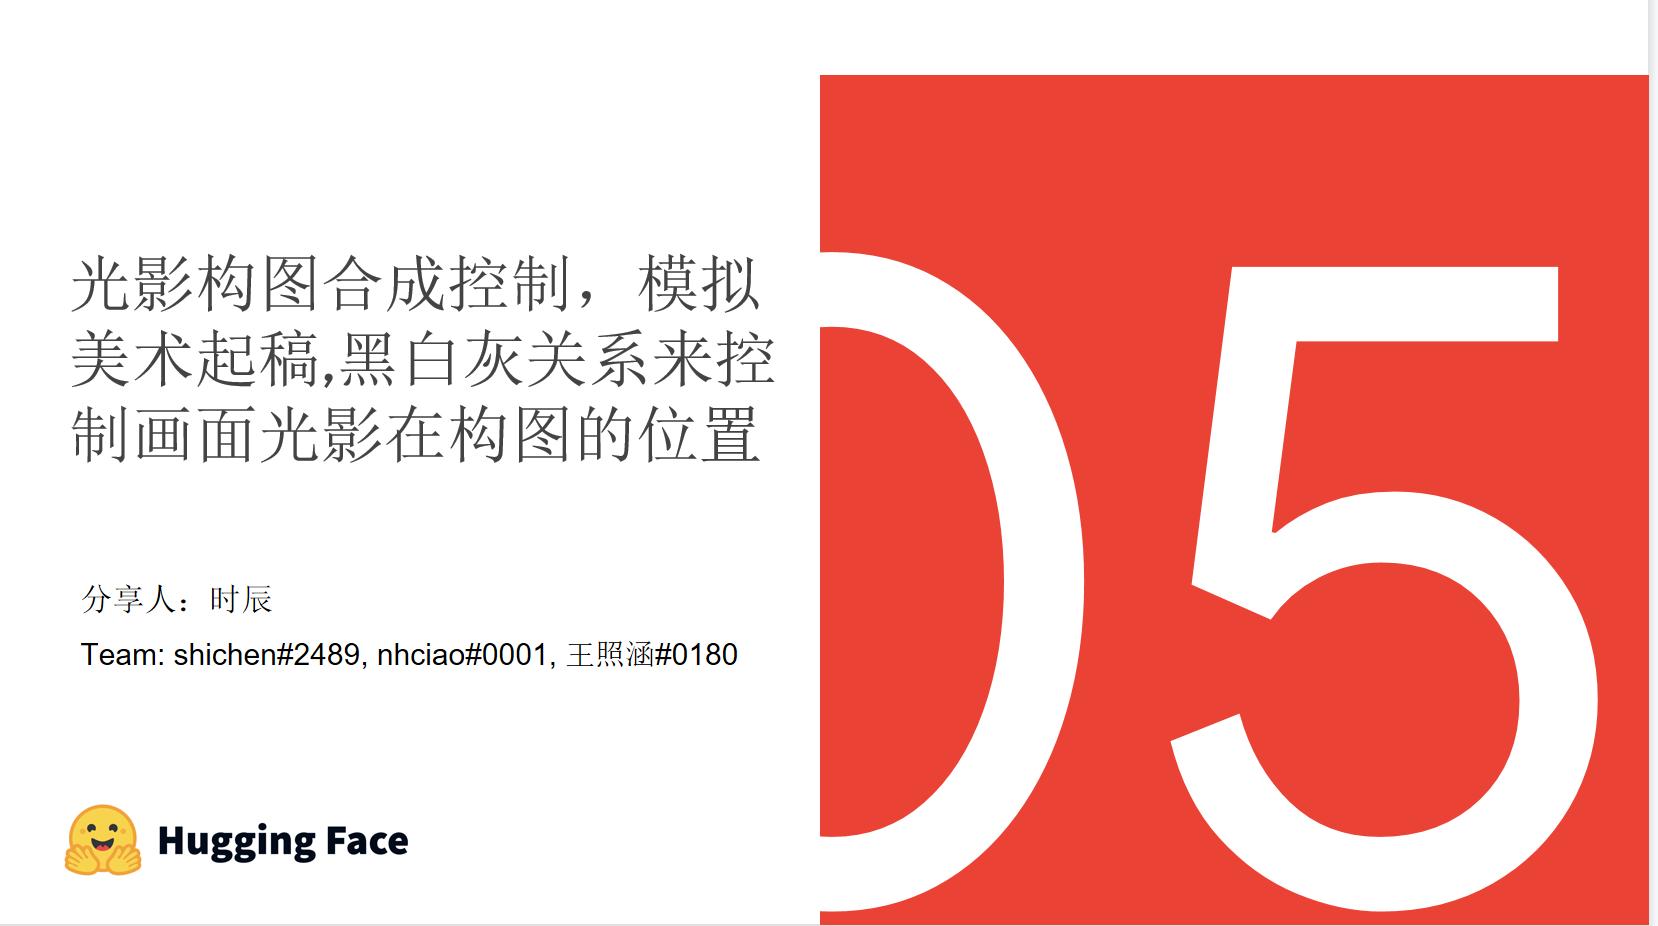 光影构图合成控制，模拟
美术起稿,黑白灰关系来控
制画面光影在构图的位置
分享人：时辰
Team: shichen#2489, nhciao#0001, 王照涵#0180
Hugging Face
05